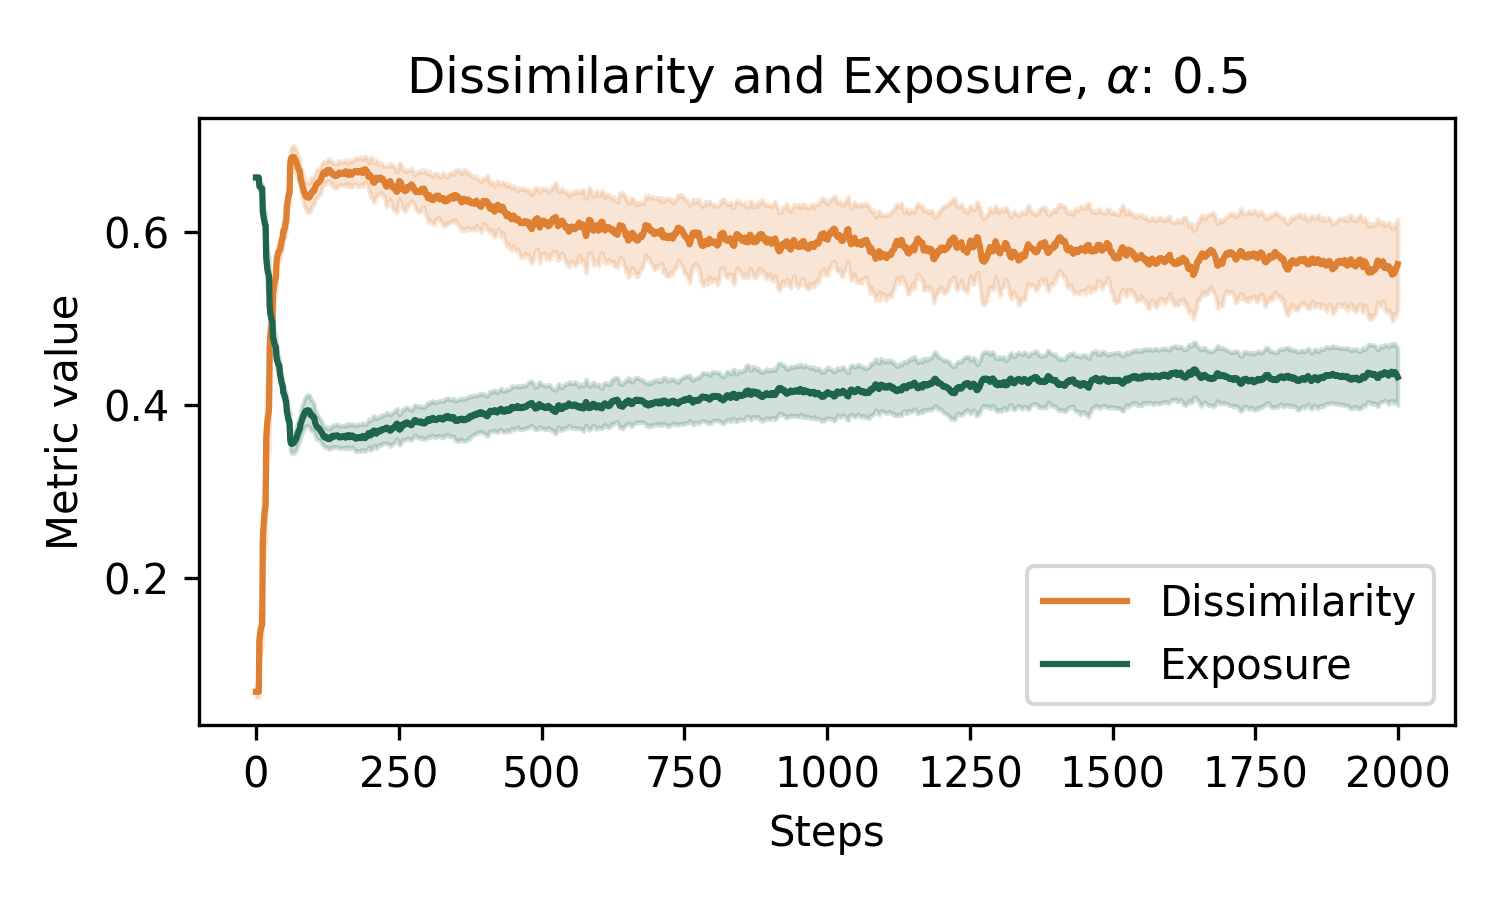 Dissimilarity and Exposure, α: 0.5
Metric value
0.6
0.4
0.2
Dissimilarity
Exposure
0 250 500 750 1000 1250 1500 1750 2000
Steps